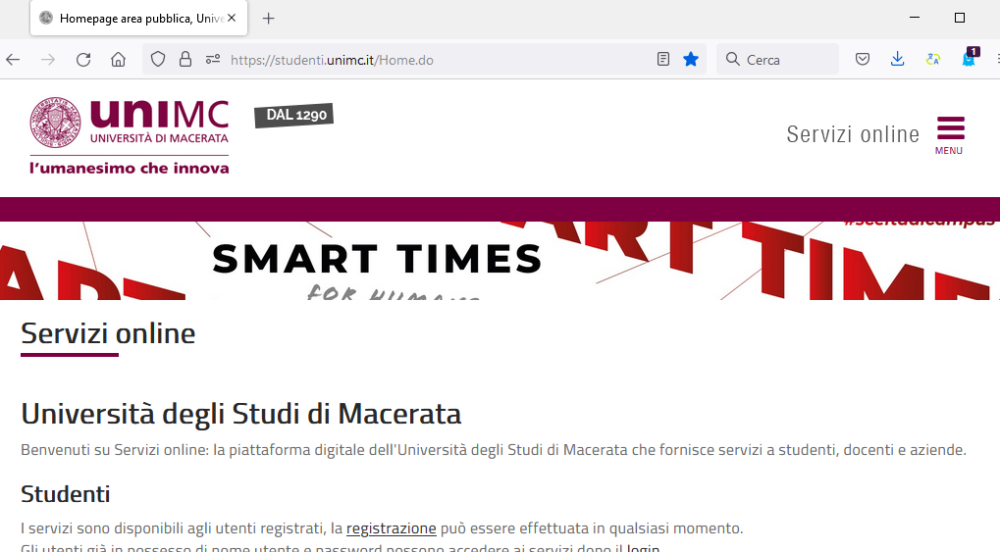 Homepage area pubblica, Unive
https://studenti.unimc.it/Home.do
Cerca
1
unIMC
UNIVERSITÀ DI MACERATA
l'umanesimo che innova
DAL 1290
Servizi online
MENU
SMART TIMES
FOR HUMANS
Servizi online
Università degli Studi di Macerata
Benvenuti su Servizi online: la piattaforma digitale dell'Università degli Studi di Macerata che fornisce servizi a studenti, docenti e aziende.
Studenti
I servizi sono disponibili agli utenti registrati, la registrazione può essere effettuata in qualsiasi momento.
Gli utenti già in possesso di nome utente e password possono accedere ai servizi dopo il login.